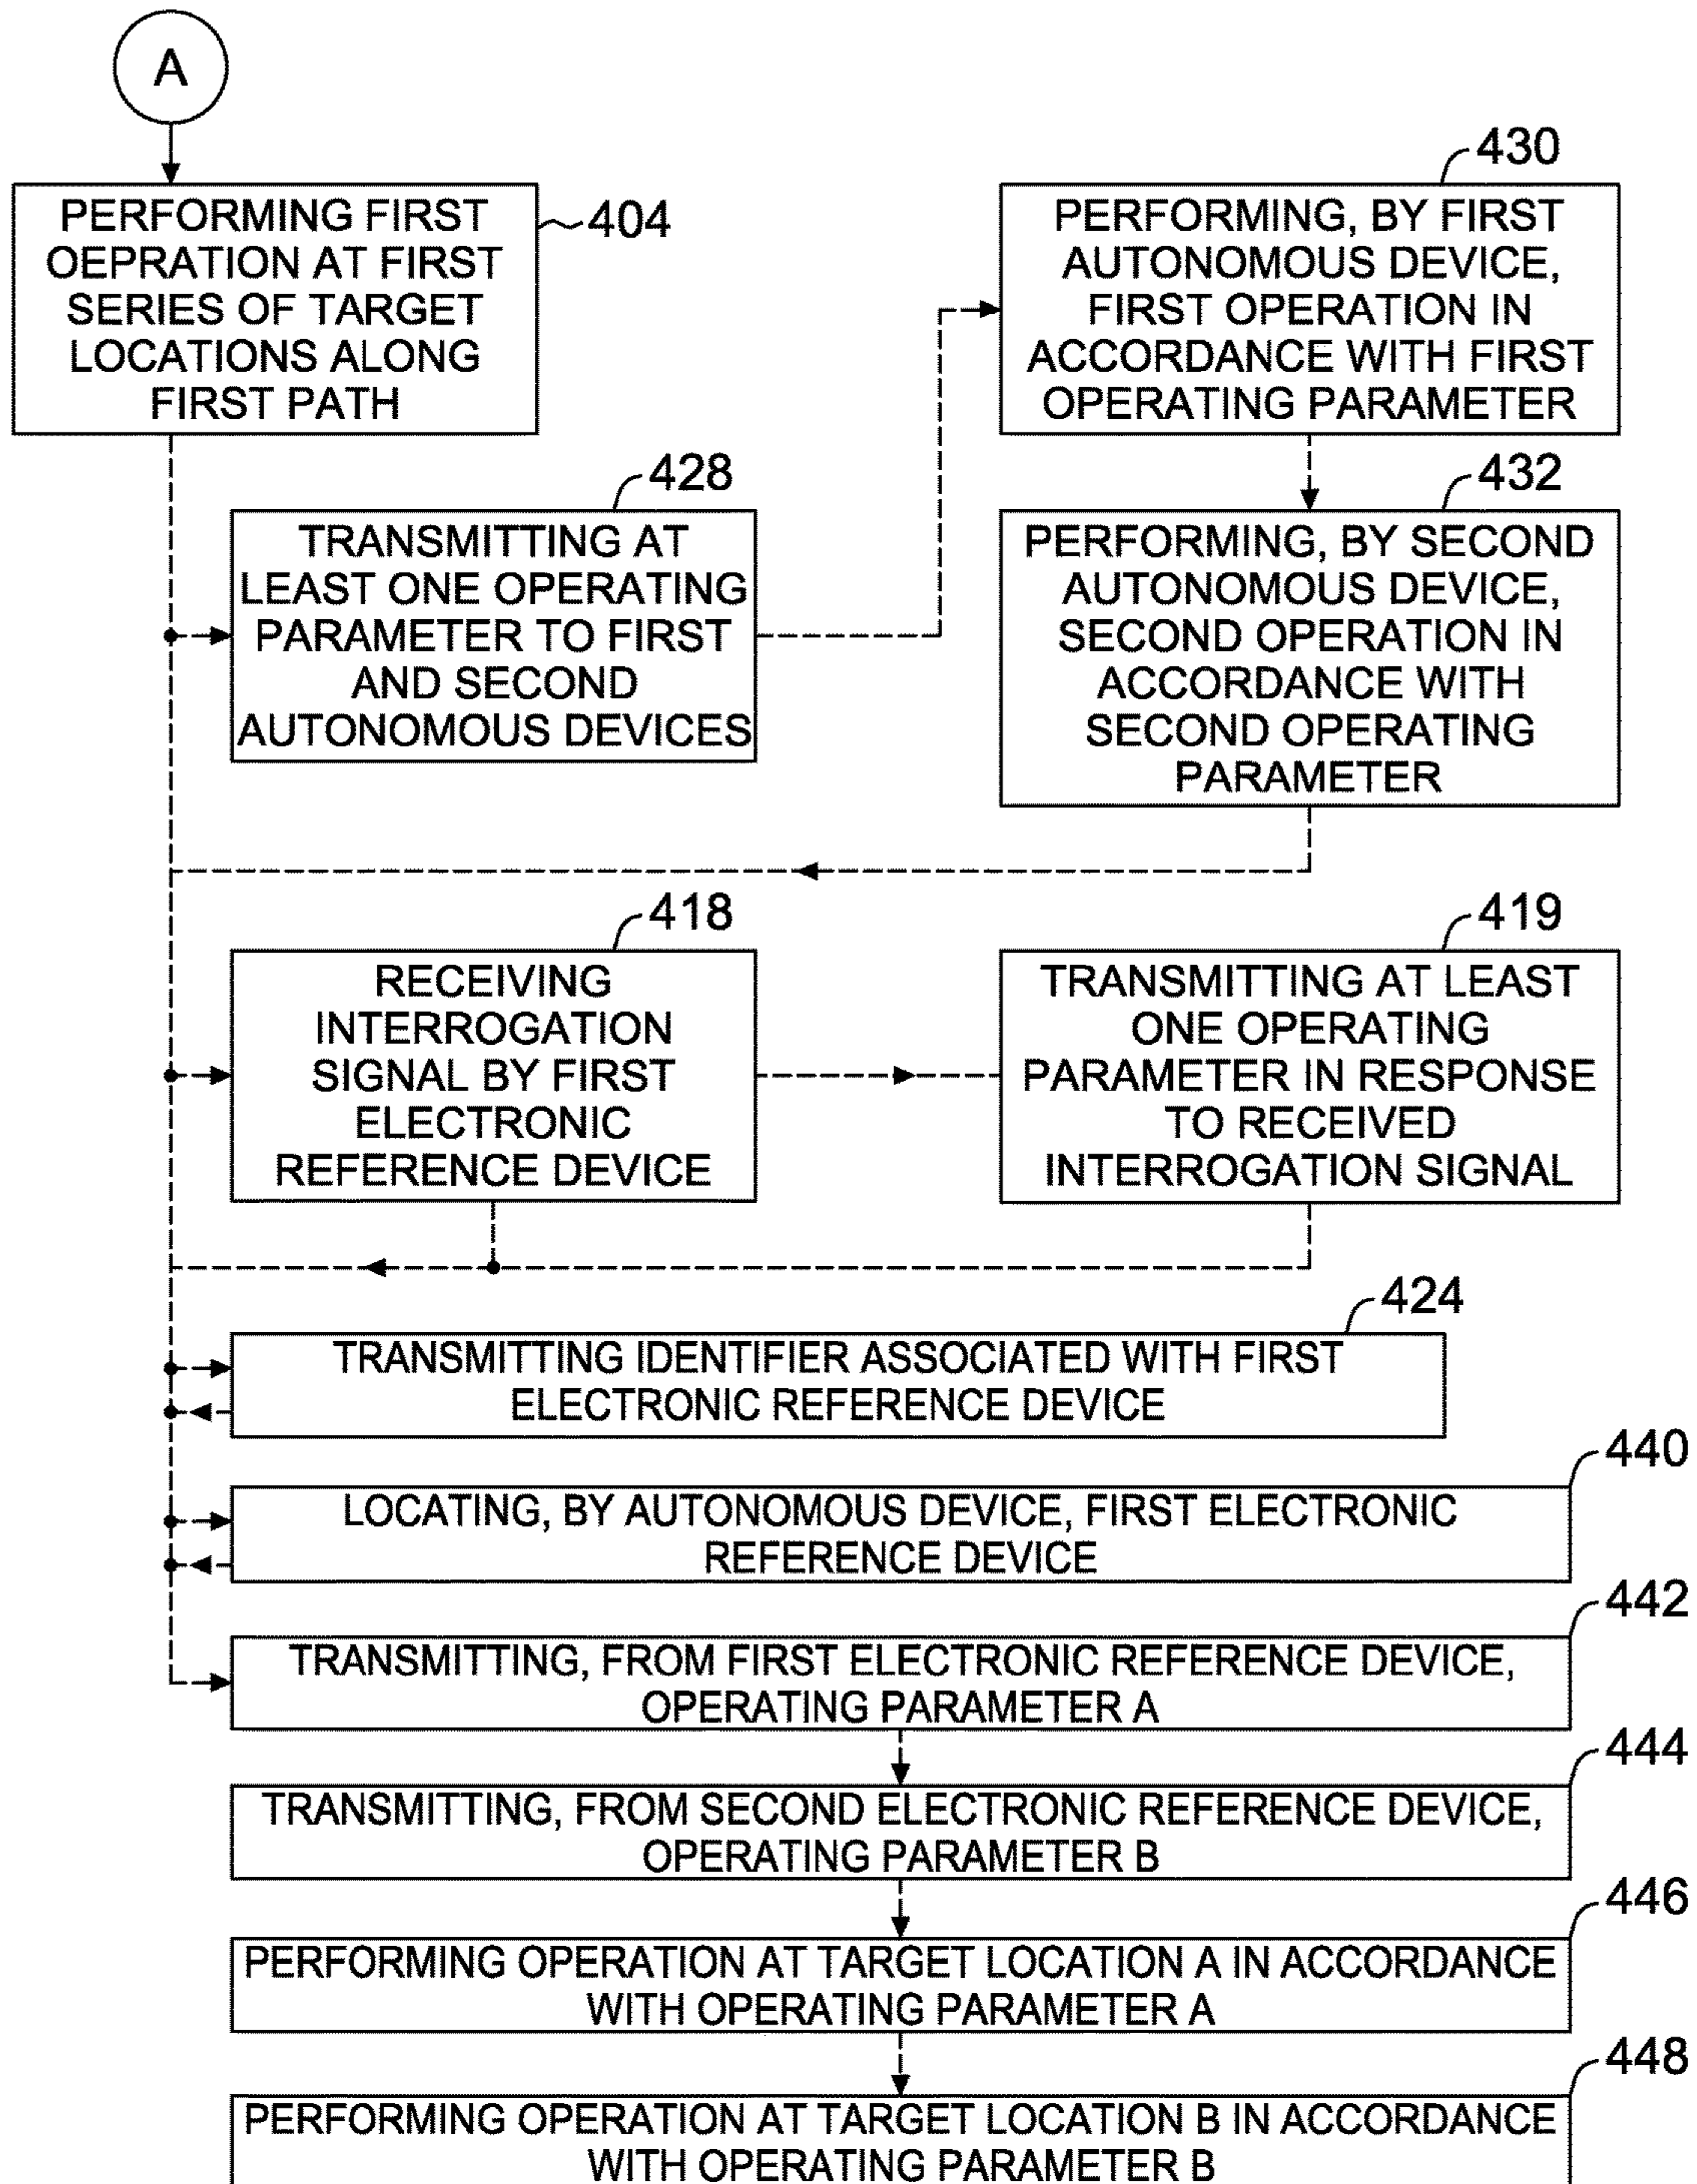 A
PERFORMING FIRST
OEPRATION AT FIRST
SERIES OF TARGET
LOCATIONS ALONG
FIRST PATH
404
430
PERFORMING, BY FIRST
AUTONOMOUS DEVICE,
FIRST OPERATION IN
ACCORDANCE WITH FIRST
OPERATING PARAMETER
428
TRANSMITTING AT
LEAST ONE OPERATING
PARAMETER TO FIRST
AND SECOND
AUTONOMOUS DEVICES
432
PERFORMING, BY SECOND
AUTONOMOUS DEVICE,
SECOND OPERATION IN
ACCORDANCE WITH
SECOND OPERATING
PARAMETER
418
RECEIVING
INTERROGATION
SIGNAL BY FIRST
ELECTRONIC
REFERENCE DEVICE
419
TRANSMITTING AT LEAST
ONE OPERATING
PARAMETER IN RESPONSE
TO RECEIVED
INTERROGATION SIGNAL
424
TRANSMITTING IDENTIFIER ASSOCIATED WITH FIRST
ELECTRONIC REFERENCE DEVICE
440
LOCATING, BY AUTONOMOUS DEVICE, FIRST ELECTRONIC
REFERENCE DEVICE
442
TRANSMITTING, FROM FIRST ELECTRONIC REFERENCE DEVICE,
OPERATING PARAMETER A
444
TRANSMITTING, FROM SECOND ELECTRONIC REFERENCE DEVICE,
OPERATING PARAMETER B
446
PERFORMING OPERATION AT TARGET LOCATION A IN ACCORDANCE
WITH OPERATING PARAMETER A
448
PERFORMING OPERATION AT TARGET LOCATION B IN ACCORDANCE
WITH OPERATING PARAMETER B